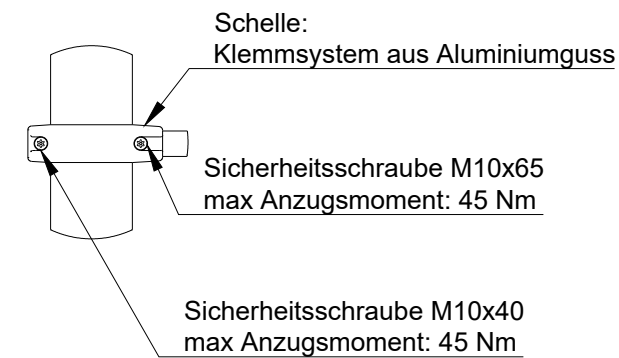 Schelle:
Klemmsystem aus Aluminiumguss
Sicherheitsschraube M10x65
max Anzugsmoment: 45 Nm
Sicherheitsschraube M10x40
max Anzugsmoment: 45 Nm